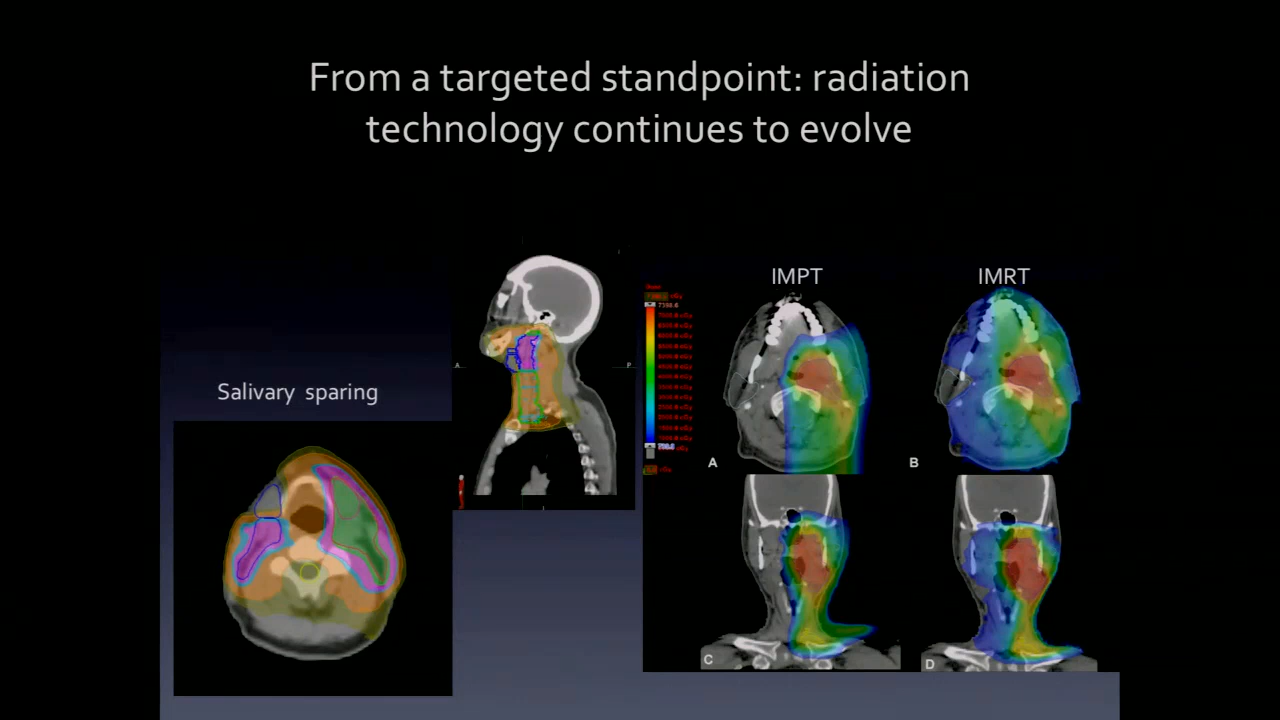 From a targeted standpoint: radiation
technology continues to evolve
IMPT
IMRT
Salivary sparing
A
P
A
B
C
D